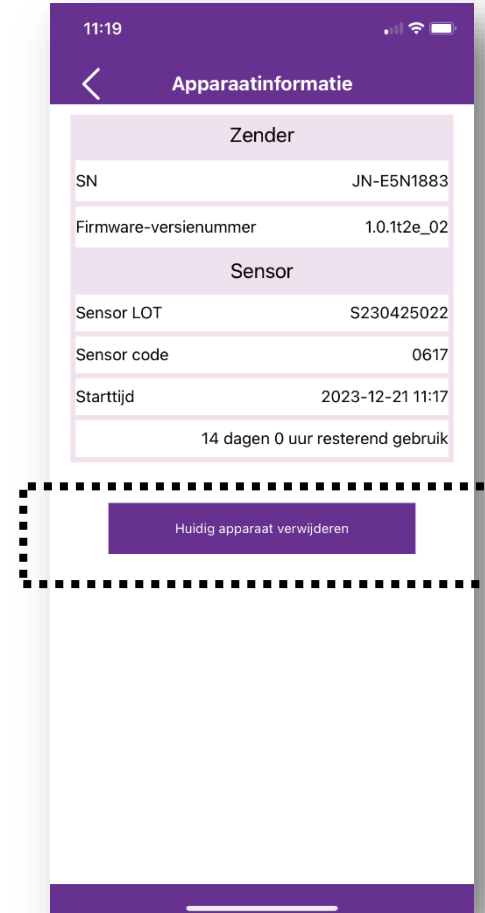 11:19
Apparaatinformatie
Zender
SN JN-E5N1883
Firmware-versienummer 1.0.1t2e_02
Sensor
Sensor LOT S230425022
Sensor code 0617
Starttijd 2023-12-21 11:17
14 dagen 0 uur resterend gebruik
Huidig apparaat verwijderen